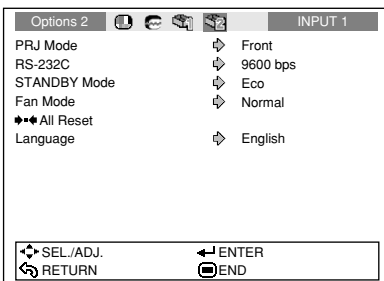 Options 2 INPUT 1
PRJ Mode Front
RS-232C 9600 bps
STANDBY Mode Eco
Fan Mode Normal
All Reset
Language English
SEL./ADJ. ENTER
RETURN END